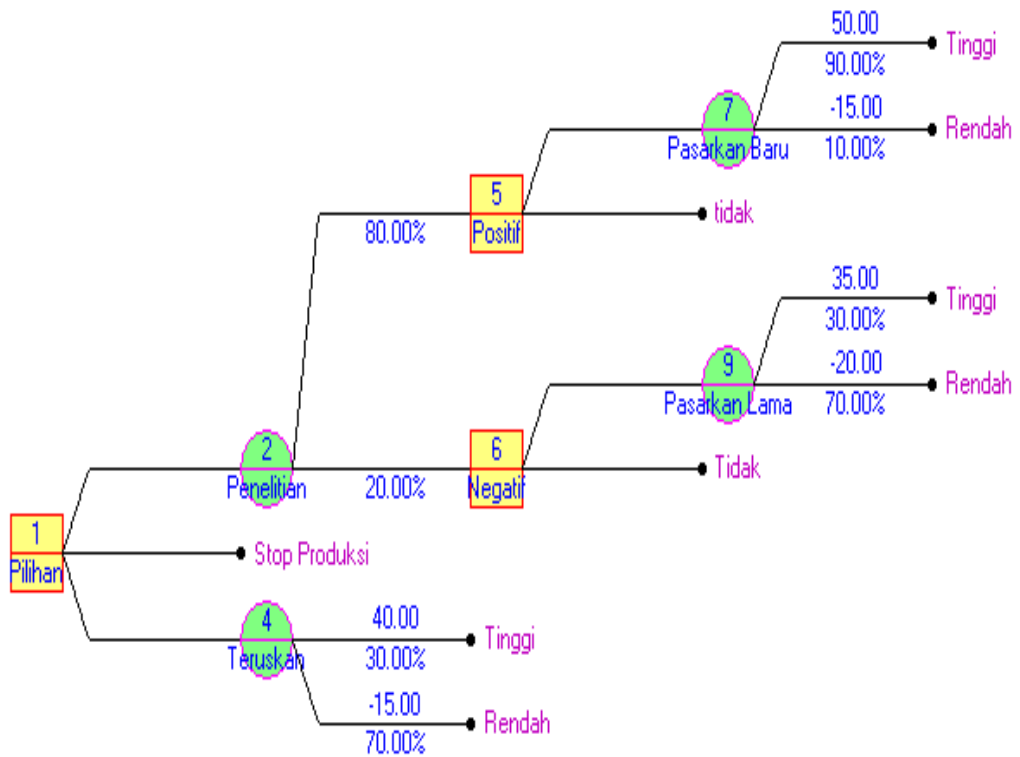 50.00
Tinggi
90.00%
7
-15.00
Rendah
Pasarkan Baru
10.00%
5
tidak
80.00%
Positif
35.00
Tinggi
30.00%
9
-20.00
Rendah
Pasarkan Lama
70.00%
2
6
Tidak
Penelitian
20.00%
Negatif
1
Stop Produksi
Pilihan
4
40.00
Tinggi
Teruskan
30.00%
-15.00
Rendah
70.00%